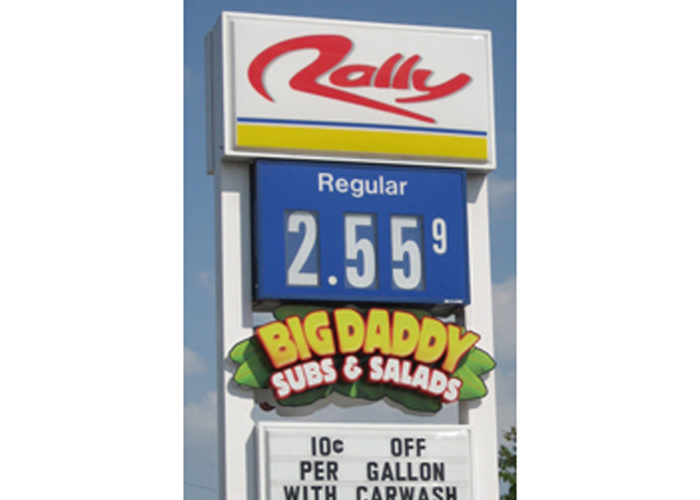 Rally
Regular
2.55 9
BIG DADDY
SUBS & SALADS
10¢ OFF
PER GALLON
WITH CARWASH